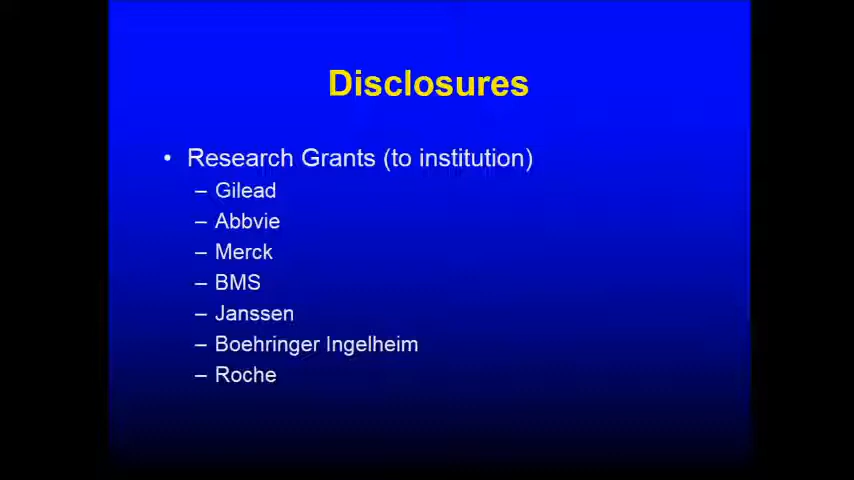 Disclosures
• Research Grants (to institution)
– Gilead
– Abbvie
– Merck
– BMS
– Janssen
– Boehringer Ingelheim
– Roche